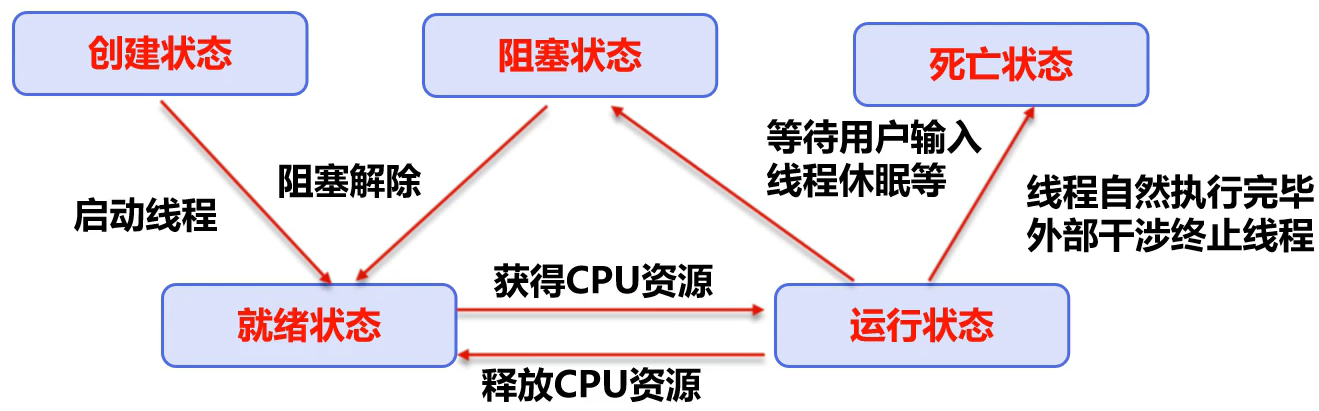 创建状态
阻塞状态
死亡状态
等待用户输入
线程休眠等
阻塞解除
启动线程
线程自然执行完毕
外部干涉终止线程
获得CPU资源
就绪状态
运行状态
释放CPU资源